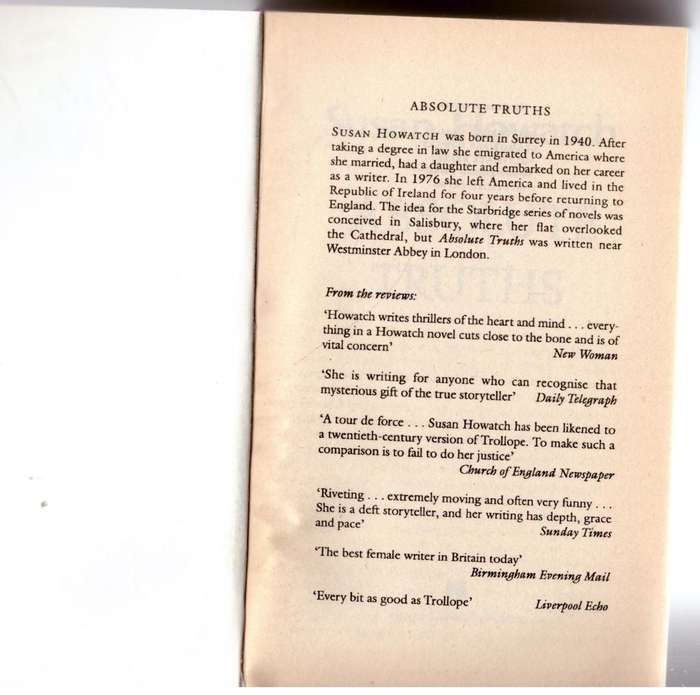 ABSOLUTE TRUTHS
SUSAN HOWATCH was born in Surrey in 1940. After
taking a degree in law she emigrated to America where
she married, had a daughter and embarked on her career
as a writer. In 1976 she left America and lived in the
Republic of Ireland for four years before returning to
England. The idea for the Starbridge series of novels was
conceived in Salisbury, where her flat overlooked
the Cathedral, but Absolute Truths was written near
Westminster Abbey in London.
From the reviews:
‘Howatch writes thrillers of the heart and mind . . . every-
thing in a Howatch novel cuts close to the bone and is of
vital concern’ New Woman
‘She is writing for anyone who can recognise that
mysterious gift of the true storyteller’ Daily Telegraph
‘A tour de force . . . Susan Howatch has been likened to
a twentieth-century version of Trollope. To make such a
comparison is to fail to do her justice’
Church of England Newspaper
‘Riveting . . . extremely moving and often very funny . . .
She is a deft storyteller, and her writing has depth, grace
and pace’ Sunday Times
‘The best female writer in Britain today’
Birmingham Evening Mail
‘Every bit as good as Trollope’ Liverpool Echo